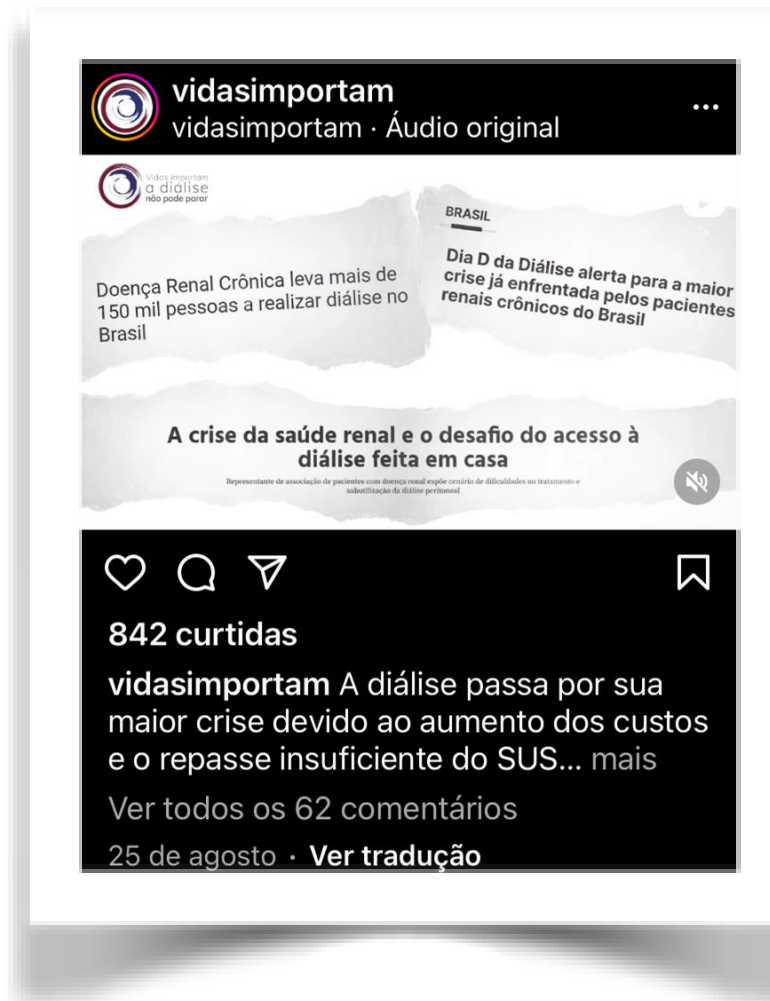 vidasimportam
vidasimportam · Áudio original
Vidas importam
a diálise
não pode parar
BRASIL
Doença Renal Crônica leva mais de
150 mil pessoas a realizar diálise no
Brasil
Dia D da Diálise alerta para a maior
crise já enfrentada pelos pacientes
renais crônicos do Brasil
A crise da saúde renal e o desafio do acesso à
diálise feita em casa
Representante de associação de pacientes com doença renal expõe cenário de dificuldades no tratamento e
subutilização da diálise peritoneal
842 curtidas
vidasimportam A diálise passa por sua
maior crise devido ao aumento dos custos
e o repasse insuficiente do SUS... mais
Ver todos os 62 comentários
25 de agosto · Ver tradução